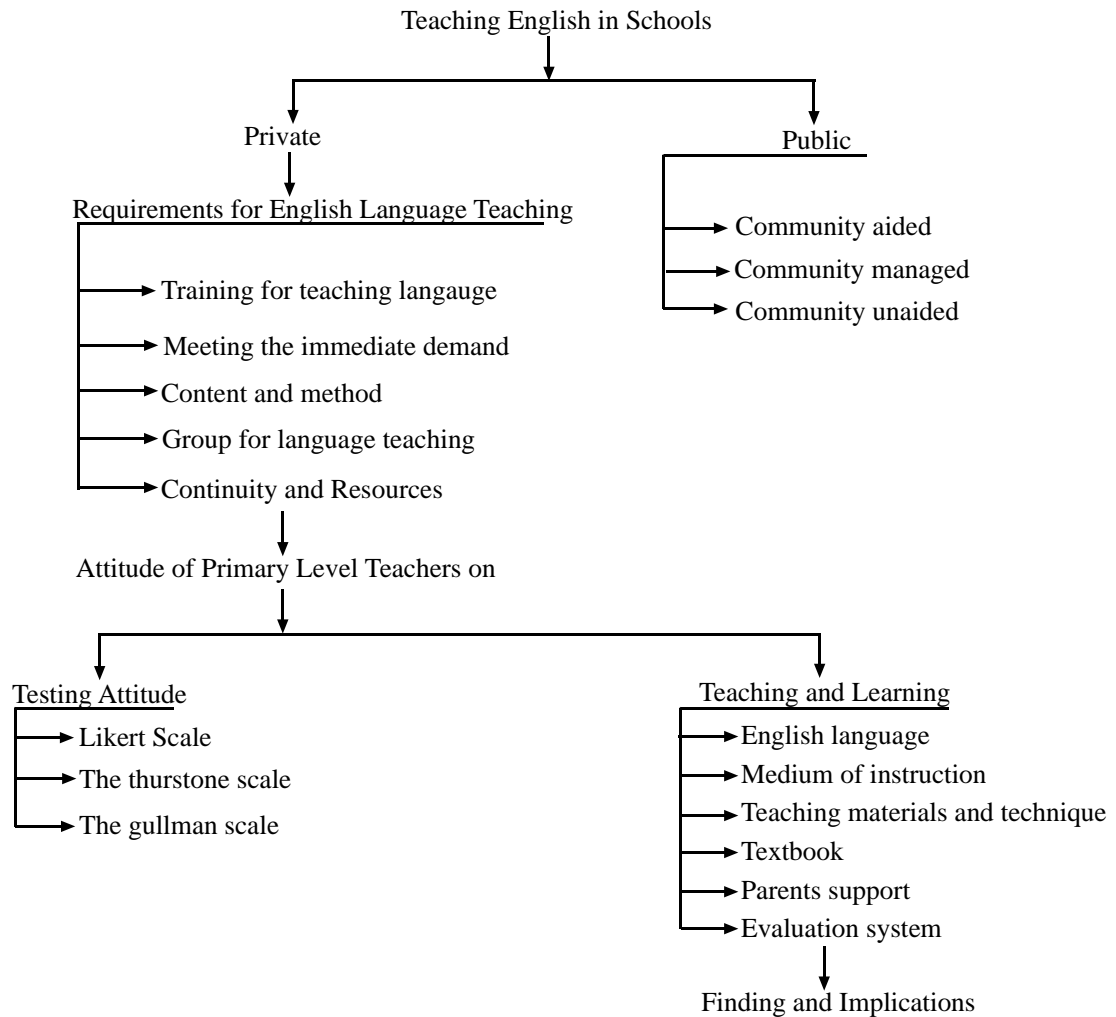 Teaching English in Schools
Private
Public
Requirements for English Language Teaching
Community aided
Community managed
Community unaided
Training for teaching langauge
Meeting the immediate demand
Content and method
Group for language teaching
Continuity and Resources
Attitude of Primary Level Teachers on
Testing Attitude
Likert Scale
The thurstone scale
The gullman scale
Teaching and Learning
English language
Medium of instruction
Teaching materials and technique
Textbook
Parents support
Evaluation system
Finding and Implications